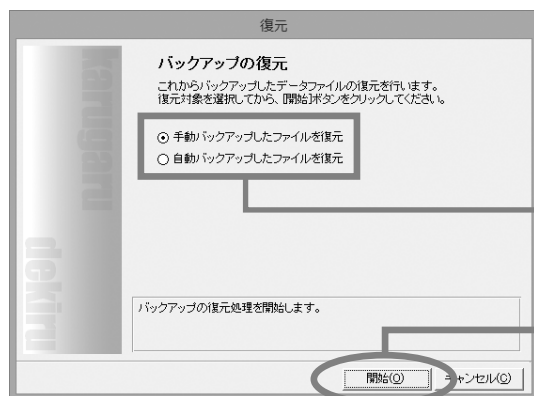 復元
バックアップの復元
これからバックアップしたデータファイルの復元を行います。
復元対象を選択してから、[開始]ボタンをクリックしてください。
手動バックアップしたファイルを復元
自動バックアップしたファイルを復元
karugaru
dekiru
バックアップの復元処理を開始します。
開始(O)
キャンセル(C)